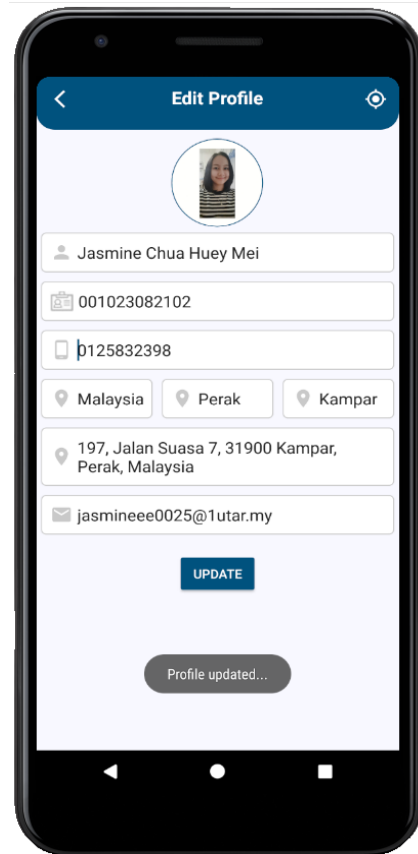 Edit Profile
Jasmine Chua Huey Mei
001023082102
0125832398
Malaysia Perak Kampar
197, Jalan Suasa 7, 31900 Kampar,
Perak, Malaysia
jasmineee0025@1utar.my
UPDATE
Profile updated...